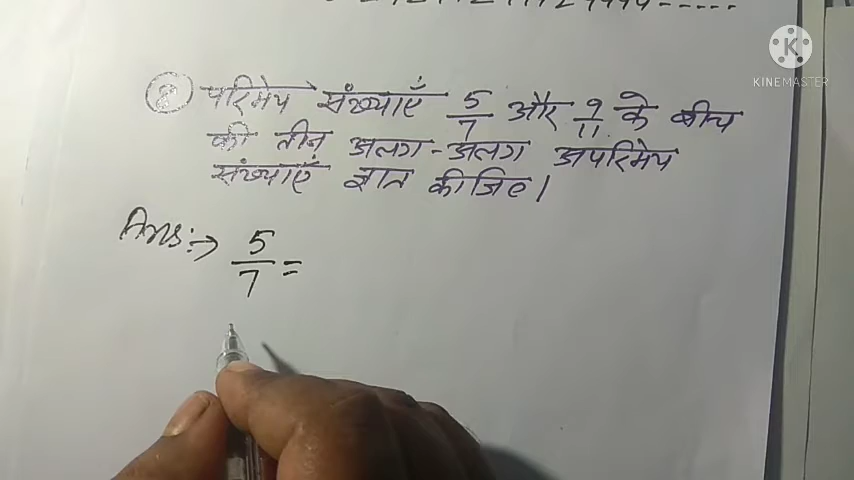 KINEMASTER
(8) परिमेय संख्याएँ 5/7 और 9/11 के बीच
की तीन अलग-अलग अपरिमेय
संख्याएँ ज्ञात कीजिए।
Ans:→ 5/7 =